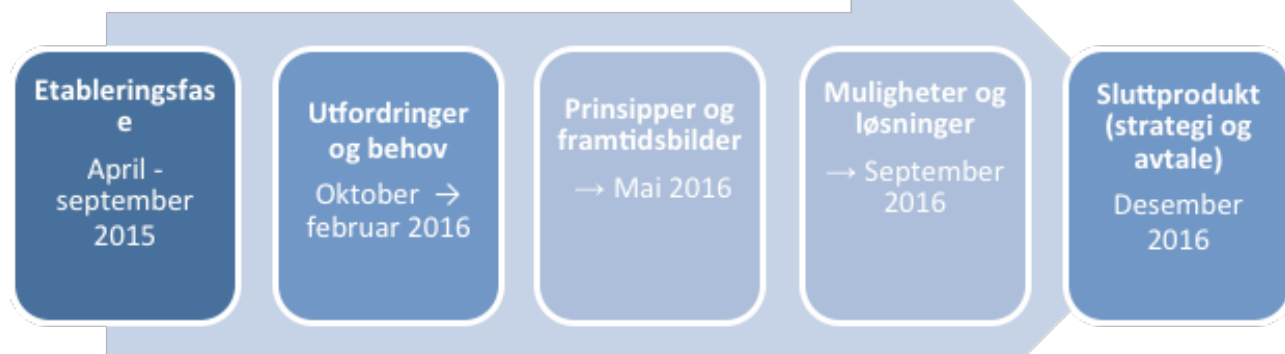 Etableringsfas
e
April -
september
2015
Utfordringer
og behov
Oktober →
februar 2016
Prinsipper og
framtidsbilder
→ Mai 2016
Muligheter og
løsninger
→ September
2016
Sluttprodukt
(strategi og
avtale)
Desember
2016